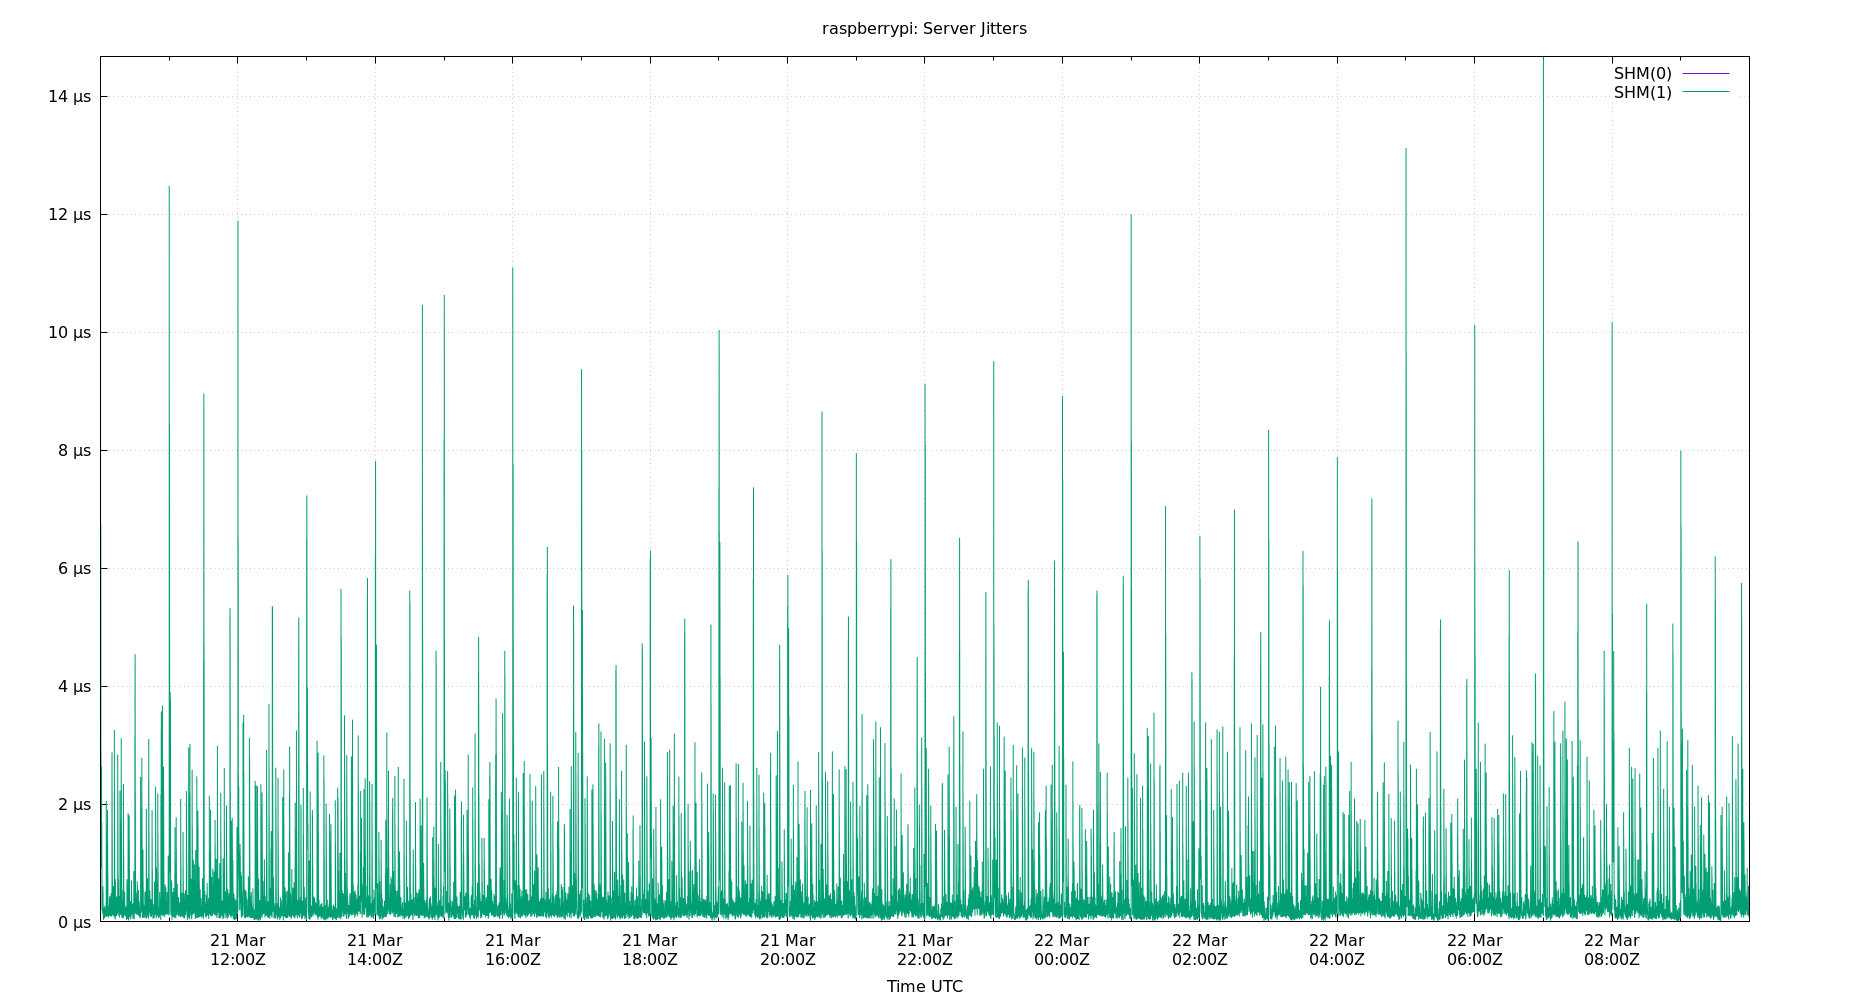 raspberrypi: Server Jitters
SHM(0)
SHM(1)
14 µs
12 µs
10 µs
8 µs
6 µs
4 µs
2 µs
0 µs
21 Mar 21 Mar 21 Mar 21 Mar 21 Mar 21 Mar 22 Mar 22 Mar 22 Mar 22 Mar 22 Mar
12:00Z 14:00Z 16:00Z 18:00Z 20:00Z 22:00Z 00:00Z 02:00Z 04:00Z 06:00Z 08:00Z
Time UTC